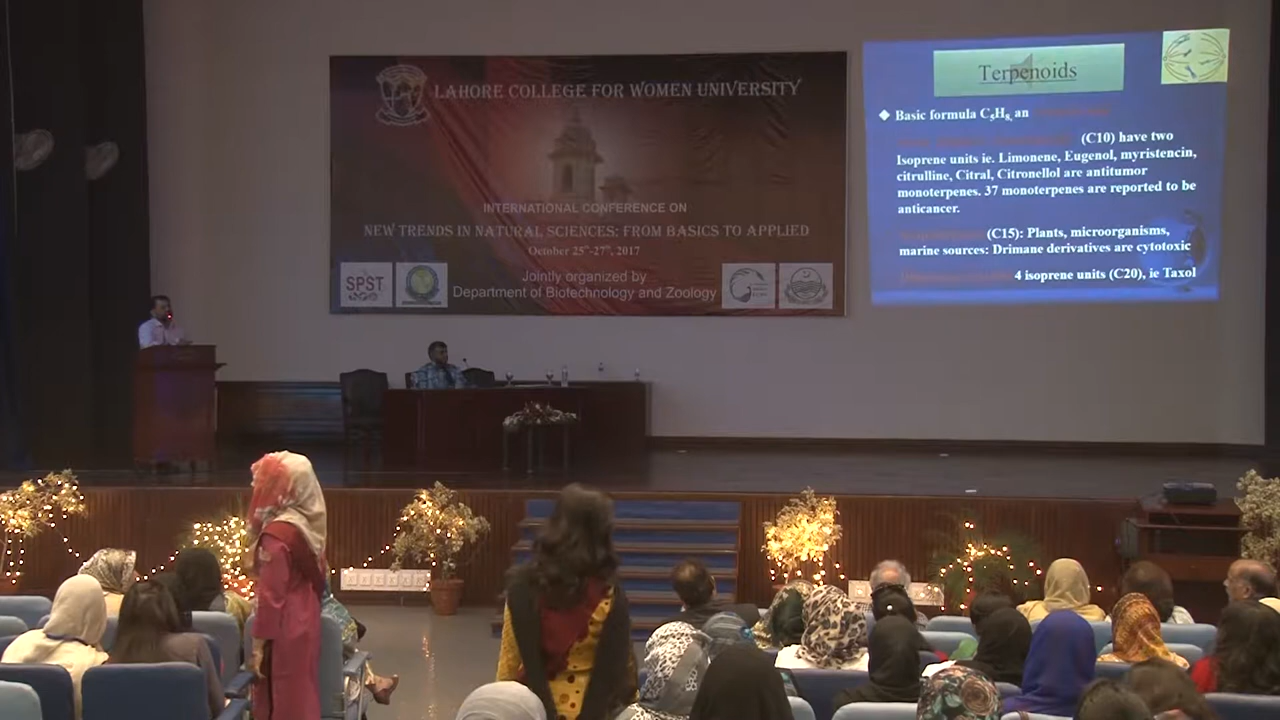 LAHORE COLLEGE FOR WOMEN UNIVERSITY
INTERNATIONAL CONFERENCE ON
NEW TRENDS IN NATURAL SCIENCES: FROM BASICS TO APPLIED
October 25th-27th, 2017
Jointly organized by
Department of Biotechnology and Zoology
SPST
Terpenoids
❖ Basic formula C5H8, an
(C10) have two
Isoprene units ie. Limonene, Eugenol, myristencin,
citrulline, Citral, Citronellol are antitumor
monoterpenes. 37 monoterpenes are reported to be
anticancer.
(C15): Plants, microorganisms,
marine sources: Drimane derivatives are cytotoxic
4 isoprene units (C20), ie Taxol